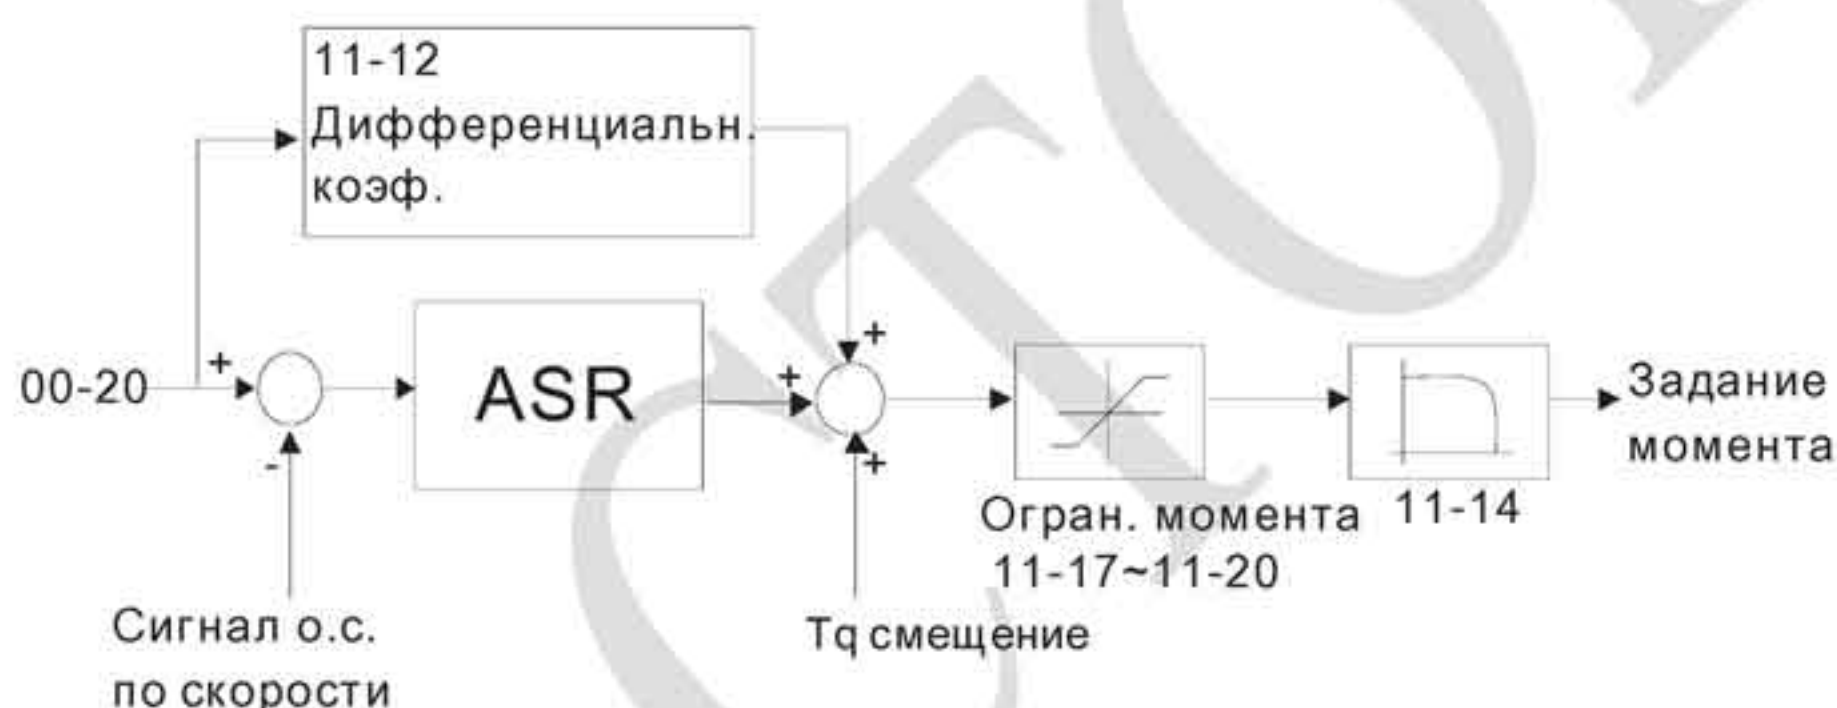 11-12
Дифференциальн.
коэф.
00-20
+
-
ASR
+
+
+
Задание
момента
Огран. момента
11-17~11-20
11-14
Сигнал о.с.
по скорости
Tq смещение